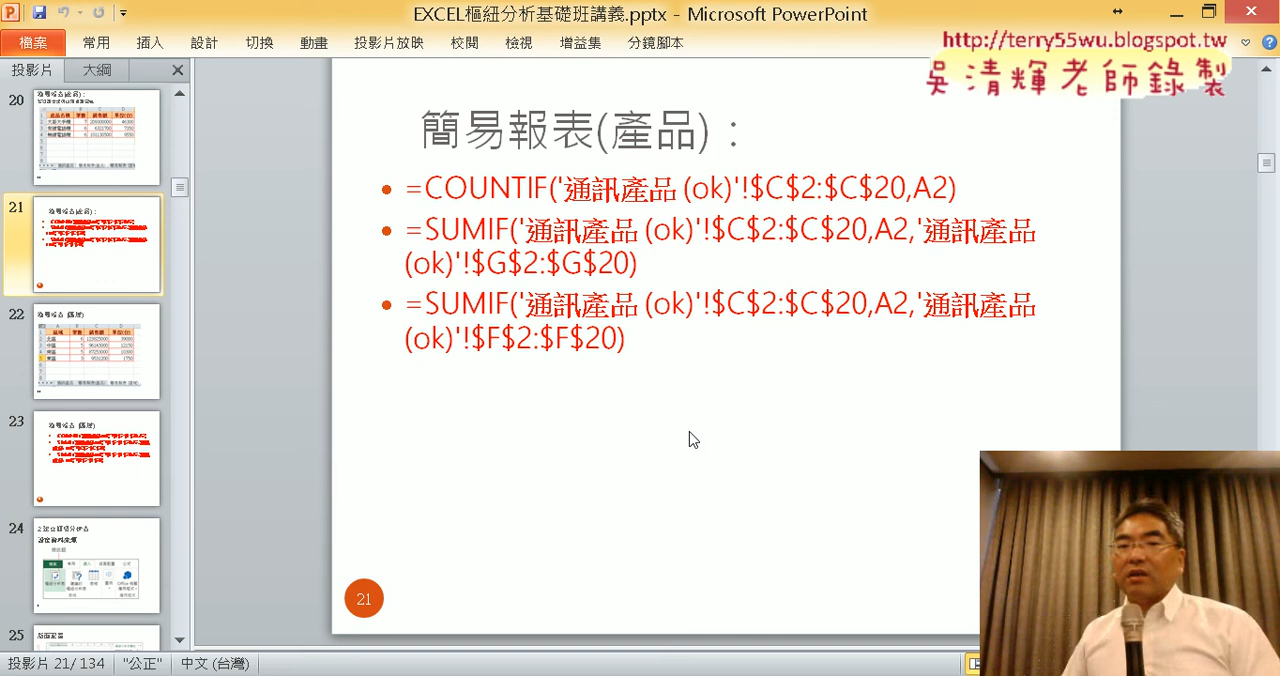 EXCEL樞紐分析基礎班講義.pptx - Microsoft PowerPoint
檔案 常用 插入 設計 切換 動畫 投影片放映 校閱 檢視 增益集 分鏡腳本
http://terry55wu.blogspot.tw
吳清輝老師錄製
投影片 大綱
20
21
22
23
24
25
簡易報表(產品)：
=COUNTIF('通訊產品 (ok)'!$C$2:$C$20,A2)
=SUMIF('通訊產品 (ok)'!$C$2:$C$20,A2,'通訊產品
(ok)'!$G$2:$G$20)
=SUMIF('通訊產品 (ok)'!$C$2:$C$20,A2,'通訊產品
(ok)'!$F$2:$F$20)
21
投影片 21/ 134 "公正" 中文 (台灣)